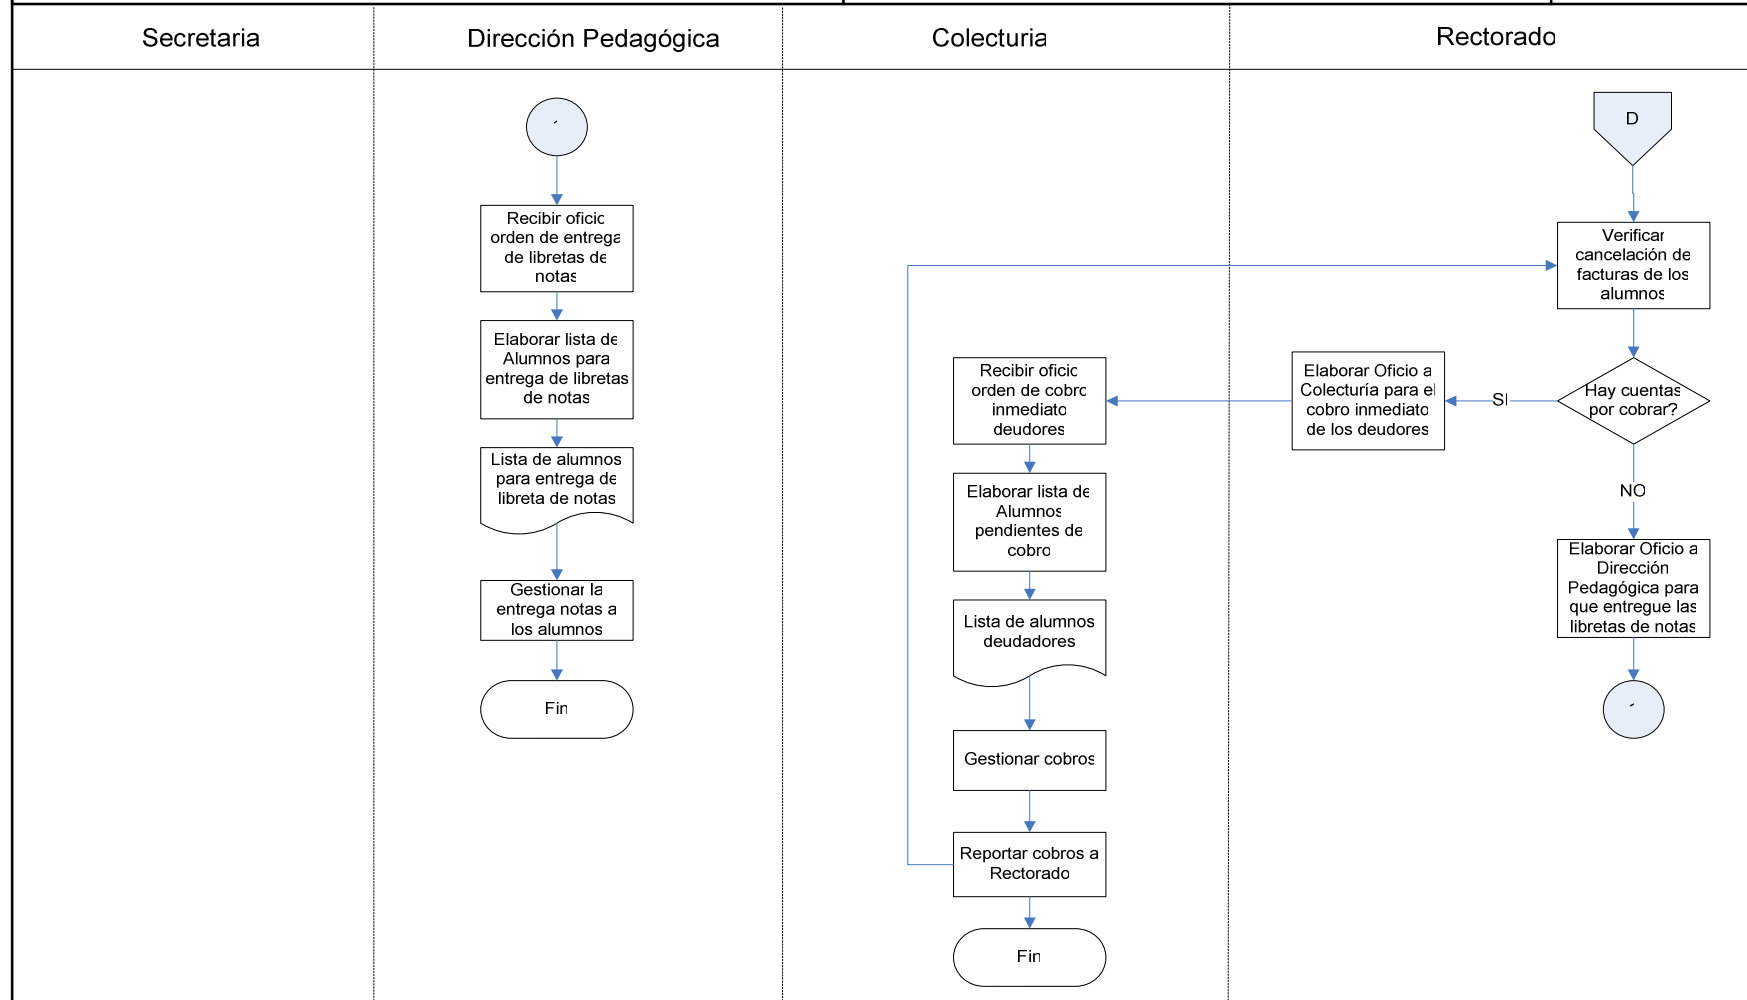 Secretaria
Dirección Pedagógica
Colecturia
Rectorado
Recibir oficio
orden de entrega
de libretas de
notas
Elaborar lista de
Alumnos para
entrega de libretas
de notas
Lista de alumnos
para entrega de
libreta de notas
Gestionar la
entrega notas a
los alumnos
Fin
Recibir oficio
orden de cobro
inmediato
deudores
Elaborar lista de
Alumnos
pendientes de
cobro
Lista de alumnos
deudadores
Gestionar cobros
Reportar cobros a
Rectorado
Fin
Elaborar Oficio a
Colecturía para el
cobro inmediato
de los deudores
SI
D
Verificar
cancelación de
facturas de los
alumnos
Hay cuentas
por cobrar?
NO
Elaborar Oficio a
Dirección
Pedagógica para
que entregue las
libretas de notas